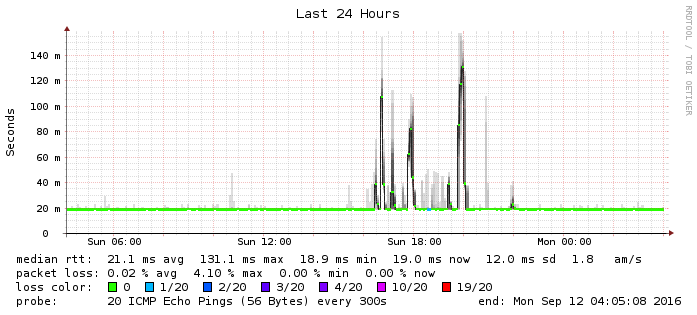 Last 24 Hours
RRDTOOL / TOBI OETIKER
Seconds
140 m
120 m
100 m
80 m
60 m
40 m
20 m
0
Sun 06:00 Sun 12:00 Sun 18:00 Mon 00:00
median rtt: 21.1 ms avg 131.1 ms max 18.9 ms min 19.0 ms now 12.0 ms sd 1.8 am/s
packet loss: 0.02 % avg 4.10 % max 0.00 % min 0.00 % now
loss color: 0 1/20 2/20 3/20 4/20 10/20 19/20
probe: 20 ICMP Echo Pings (56 Bytes) every 300s end: Mon Sep 12 04:05:08 2016